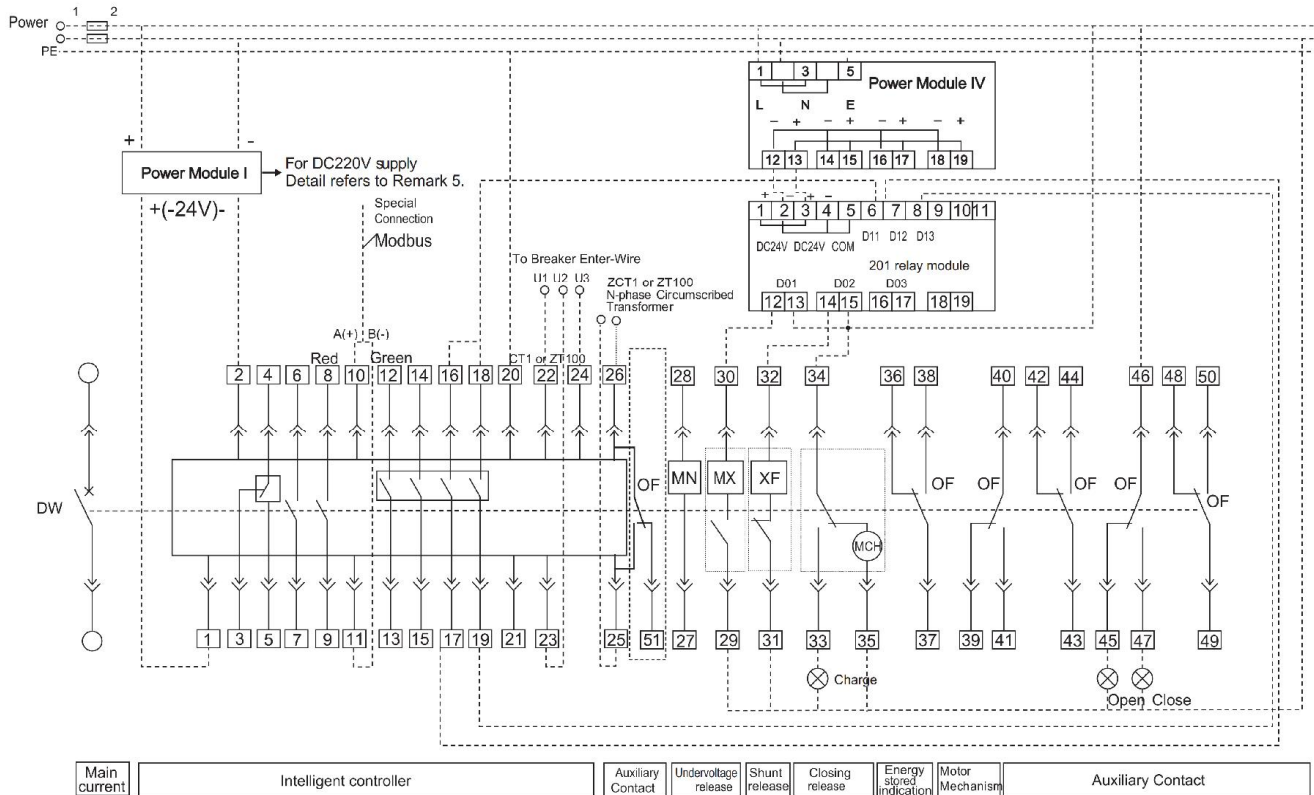 1 2
Power
PE
+ -
Power Module I
For DC220V supply
Detail refers to Remark 5.
+(-24V)-
Special
Connection
Modbus
1 3 5
Power Module IV
L N E
– + – + – + – +
12 13 14 15 16 17 18 19
+ – + –
1 2 3 4 5 6 7 8 9 10 11
DC24V DC24V COM D11 D12 D13
201 relay module
D01 D02 D03
12 13 14 15 16 17 18 19
To Breaker Enter-Wire
U1 U2 U3
ZCT1 or ZT100
N-phase Circumscribed
Transformer
A(+) B(-)
Red Green CT1 or ZT100
2 4 6 8 10 12 14 16 18 20 22 24 26 28 30 32 34 36 38 40 42 44 46 48 50
DW
OF MN MX XF MCH OF OF OF OF OF
1 3 5 7 9 11 13 15 17 19 21 23 25 51 27 29 31 33 35 37 39 41 43 45 47 49
Charge
Open Close
Main
current
Intelligent controller
Auxiliary
Contact
Undervoltage
release
Shunt
release
Closing
release
Energy
stored
indication
Motor
Mechanism
Auxiliary Contact